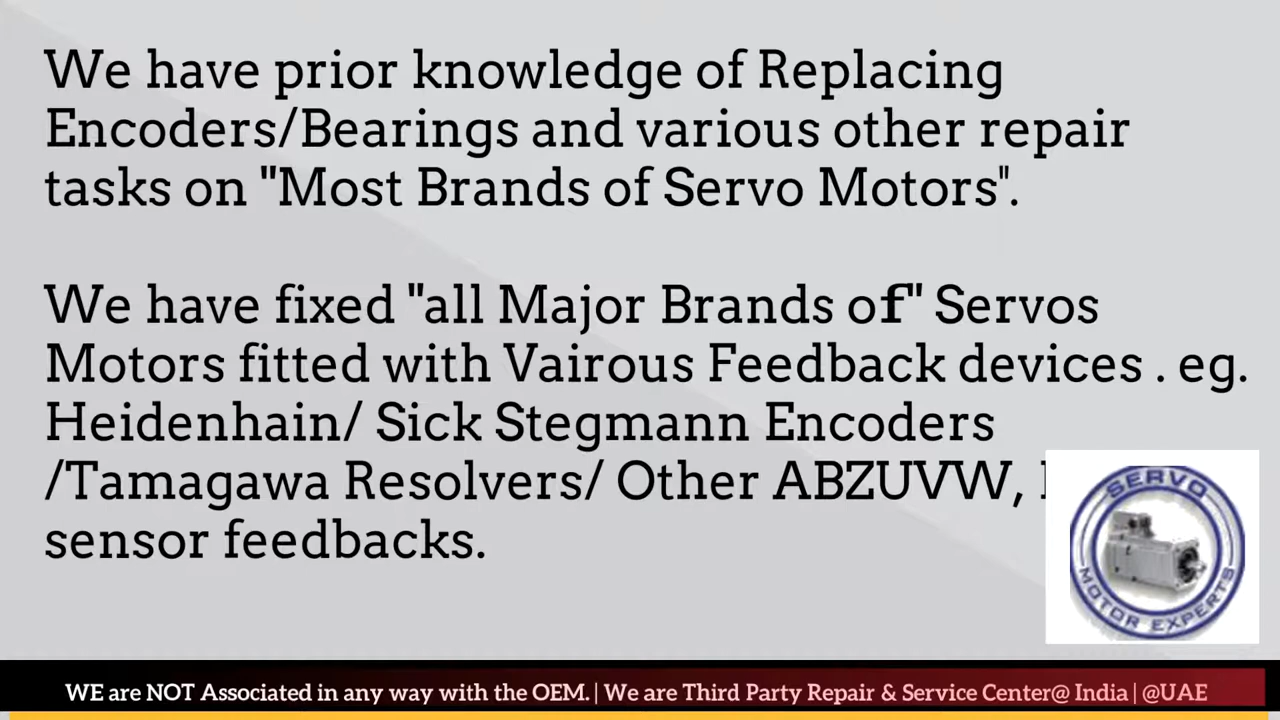 We have prior knowledge of Replacing
Encoders/Bearings and various other repair
tasks on "Most Brands of Servo Motors".
We have fixed "all Major Brands of" Servos
Motors fitted with Vairous Feedback devices . eg.
Heidenhain/ Sick Stegmann Encoders
/Tamagawa Resolvers/ Other ABZUVW,
sensor feedbacks.
SERVO
MOTOR EXPERTS
WE are NOT Associated in any way with the OEM. | We are Third Party Repair & Service Center@ India | @UAE